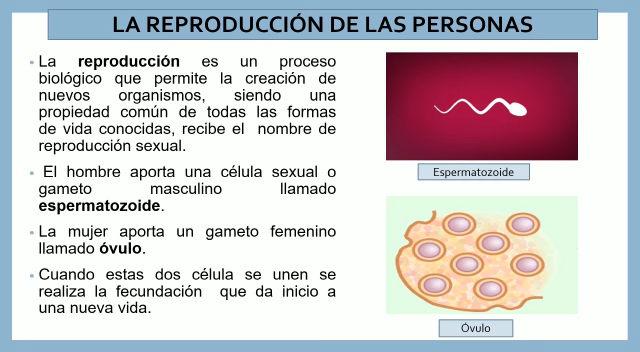 LA REPRODUCCIÓN DE LAS PERSONAS
• La reproducción es un proceso
biológico que permite la creación de
nuevos organismos, siendo una
propiedad común de todas las formas
de vida conocidas, recibe el nombre de
reproducción sexual.
• El hombre aporta una célula sexual o
gameto masculino llamado
espermatozoide.
• La mujer aporta un gameto femenino
llamado óvulo.
• Cuando estas dos célula se unen se
realiza la fecundación que da inicio a
una nueva vida.
Espermatozoide
Óvulo